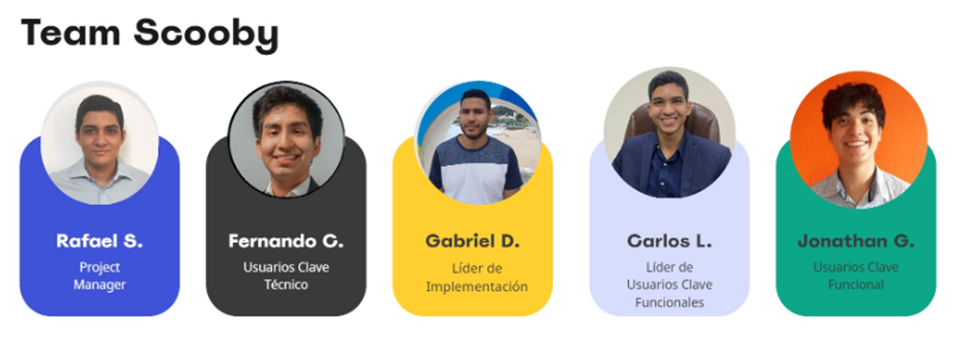 Team Scooby
Rafael S.
Project
Manager
Fernando C.
Usuarios Clave
Técnico
Gabriel D.
Líder de
Implementación
Carlos L.
Líder de
Usuarios Clave
Funcionales
Jonathan G.
Usuarios Clave
Funcional